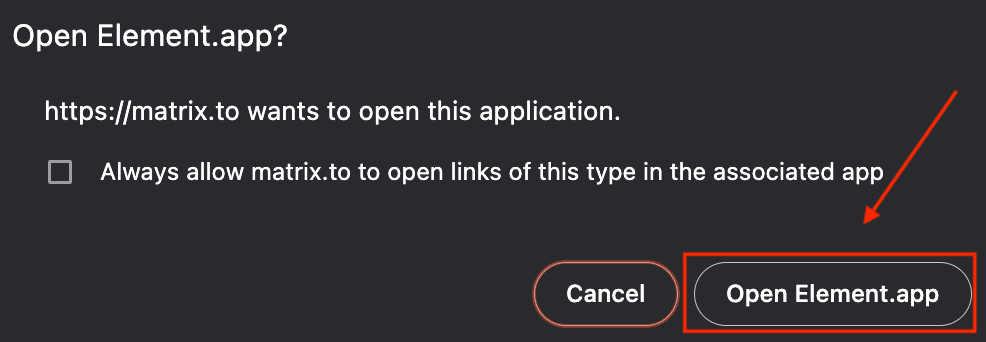 Open Element.app?
https://matrix.to wants to open this application.
Always allow matrix.to to open links of this type in the associated app
Cancel
Open Element.app